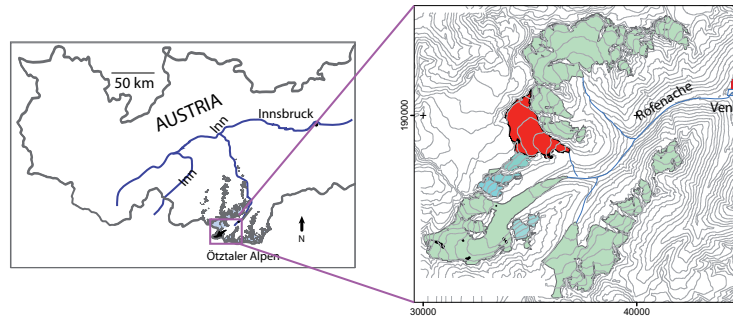 50 km
AUSTRIA
Innsbruck
Inn
Inn
N
Ötztaler Alpen
190000
Rofenache
Ven
30000
40000